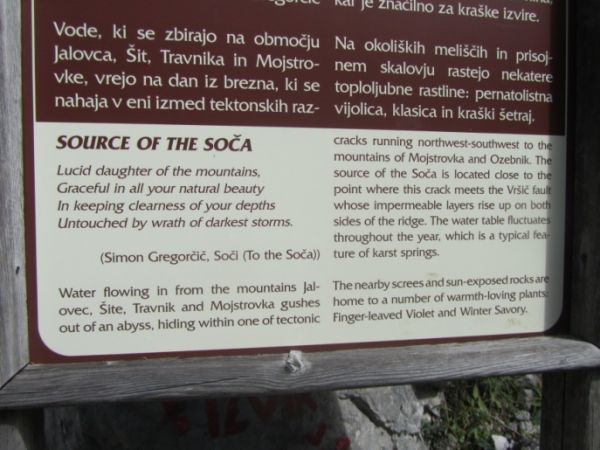 kar je značilno za kraške izvire.
Vode, ki se zbirajo na območju
Jalovca, Šit, Travnika in Mojstro-
vke, vrejo na dan iz brezna, ki se
nahaja v eni izmed tektonskih raz-
Na okoliških meliščih in prisoj-
nem skalovju rastejo nekatere
toploljubne rastline: pernatolistna
vijolica, klasica in kraški šetraj.
SOURCE OF THE SOČA
Lucid daughter of the mountains,
Graceful in all your natural beauty
In keeping clearness of your depths
Untouched by wrath of darkest storms.
(Simon Gregorčič, Soči (To the Soča))
Water flowing in from the mountains Jal-
ovec, Šite, Travnik and Mojstrovka gushes
out of an abyss, hiding within one of tectonic
cracks running northwest-southwest to the
mountains of Mojstrovka and Ozebnik. The
source of the Soča is located close to the
point where this crack meets the Vršič fault
whose impermeable layers rise up on both
sides of the ridge. The water table fluctuates
throughout the year, which is a typical fea-
ture of karst springs.
The nearby screes and sun-exposed rocks are
home to a number of warmth-loving plants:
Finger-leaved Violet and Winter Savory.